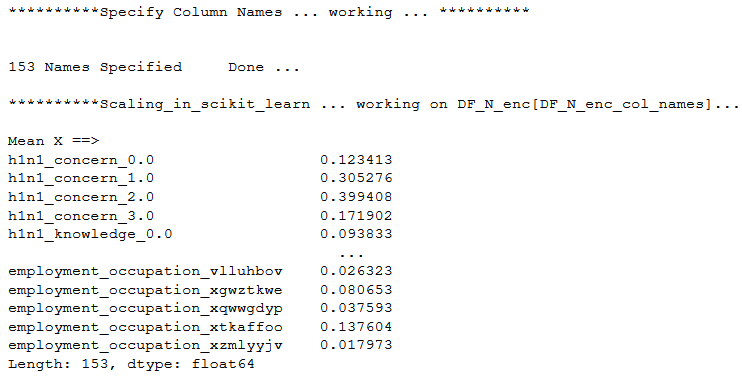 **********Specify Column Names ... working ... **********
153 Names Specified     Done ...
**********Scaling_in_scikit_learn ... working on DF_N_enc[DF_N_enc_col_names]...
Mean X ==>
h1n1_concern_0.0                  0.123413
h1n1_concern_1.0                  0.305276
h1n1_concern_2.0                  0.399408
h1n1_concern_3.0                  0.171902
h1n1_knowledge_0.0                0.093833
                                    ...
employment_occupation_vlluhbov    0.026323
employment_occupation_xgwztkwe    0.080653
employment_occupation_xqwwgdyp    0.037593
employment_occupation_xtkaffoo    0.137604
employment_occupation_xzmlyyjv    0.017973
Length: 153, dtype: float64